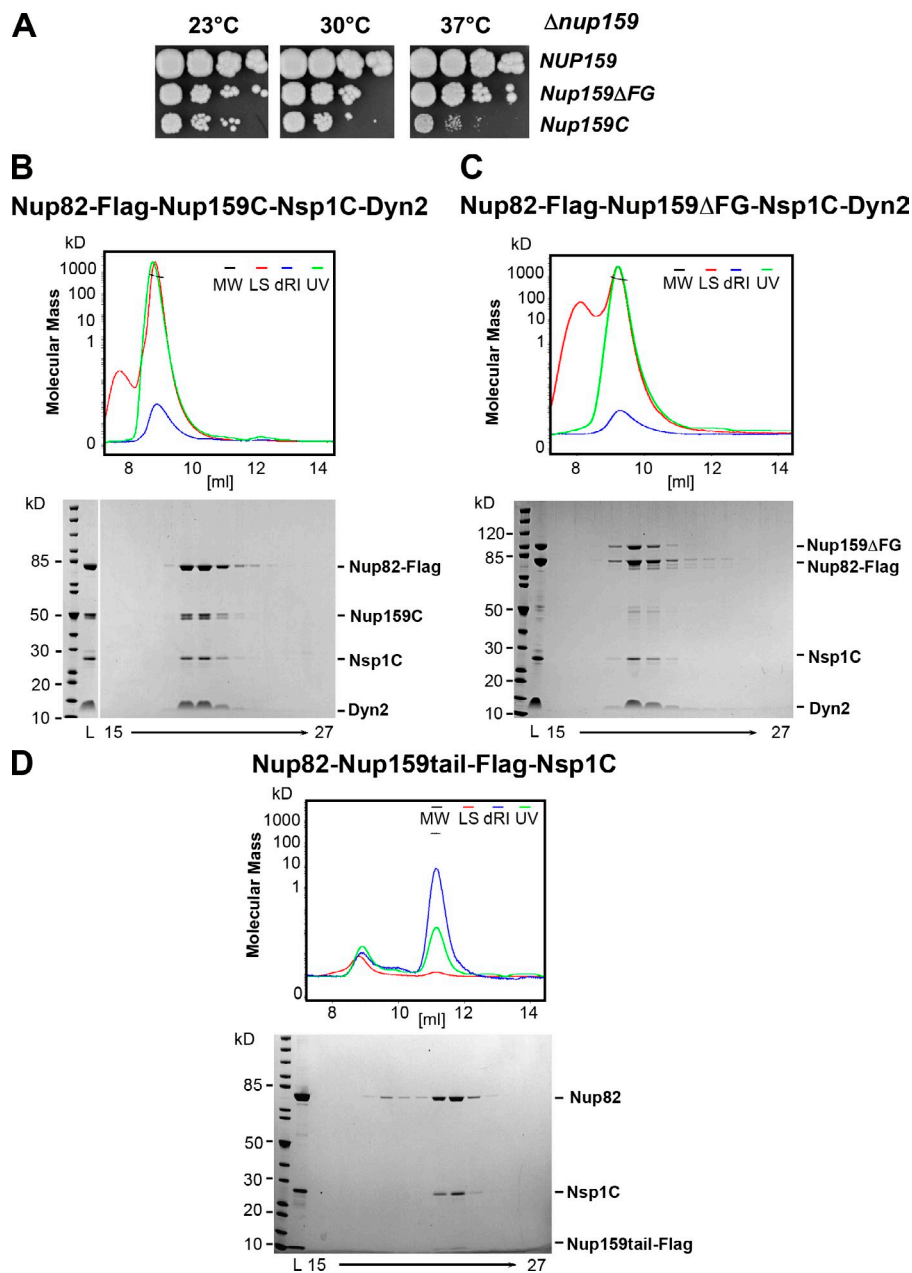 A
23°C 30°C 37°C Δnup159
NUP159
Nup159ΔFG
Nup159C
B
Nup82-Flag-Nup159C-Nsp1C-Dyn2
kD
1000
100
10
1
0
Molecular Mass
MW LS dRI UV
8 10 12 14
[ml]
kD
85
50
30
20
10
Nup82-Flag
Nup159C
Nsp1C
Dyn2
L 15 27
C
Nup82-Flag-Nup159ΔFG-Nsp1C-Dyn2
kD
1000
100
10
1
0
Molecular Mass
MW LS dRI UV
8 10 12 14
[ml]
kD
120
85
50
30
20
10
Nup159ΔFG
Nup82-Flag
Nsp1C
Dyn2
L 15 27
D
Nup82-Nup159tail-Flag-Nsp1C
kD
1000
100
10
1
0
Molecular Mass
MW LS dRI UV
8 10 12 14
[ml]
kD
85
50
30
20
10
Nup82
Nsp1C
Nup159tail-Flag
L 15 27